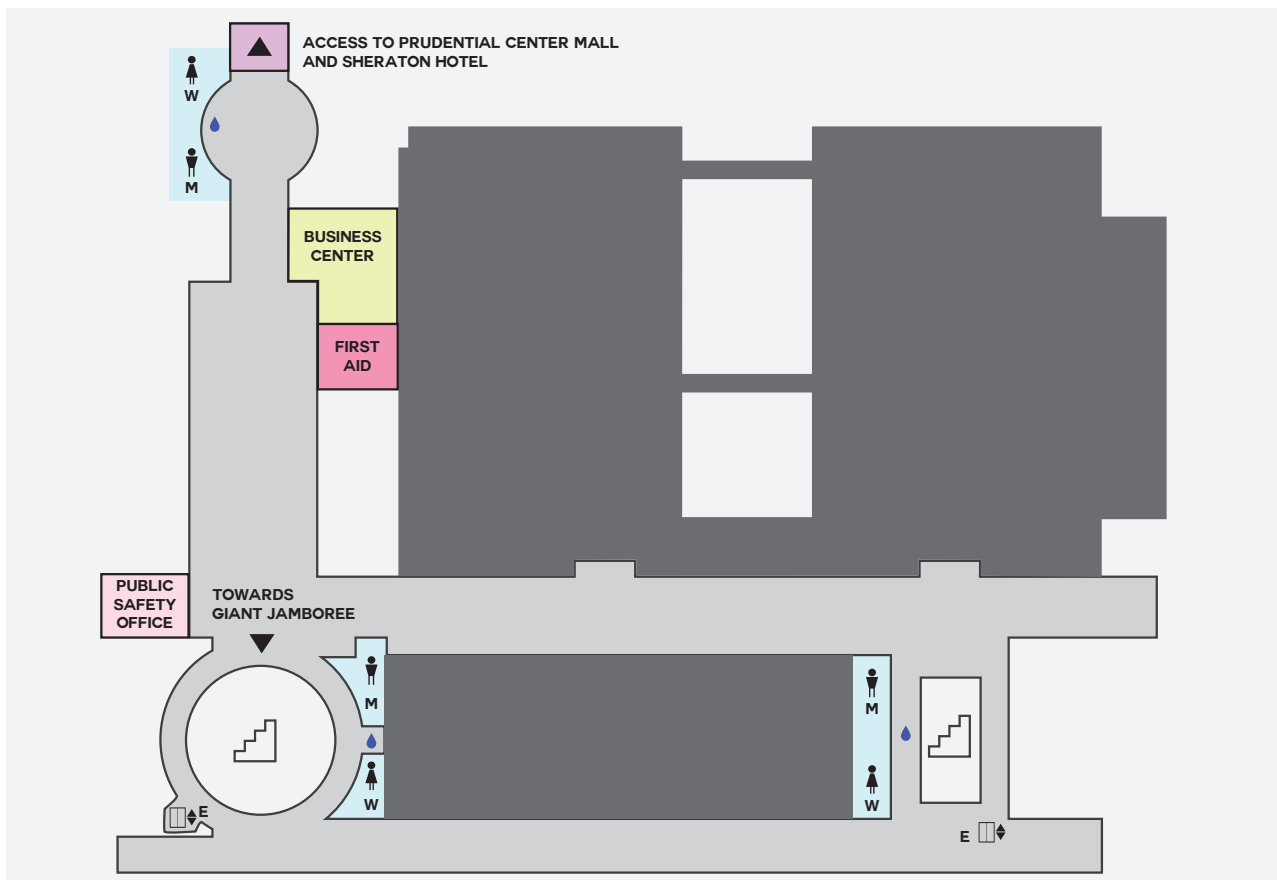 ACCESS TO PRUDENTIAL CENTER MALL
AND SHERATON HOTEL
W
M
BUSINESS
CENTER
FIRST
AID
PUBLIC
SAFETY
OFFICE
TOWARDS
GIANT JAMBOREE
M
W
E
M
W
E